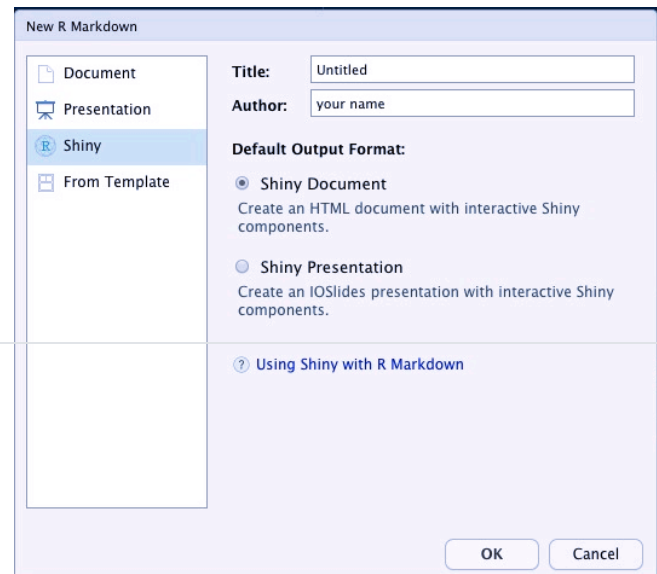 New R Markdown
Document
Presentation
R Shiny
From Template
Title: Untitled
Author: your name
Default Output Format:
Shiny Document
Create an HTML document with interactive Shiny
components.
Shiny Presentation
Create an IOSlides presentation with interactive Shiny
components.
? Using Shiny with R Markdown
OK Cancel